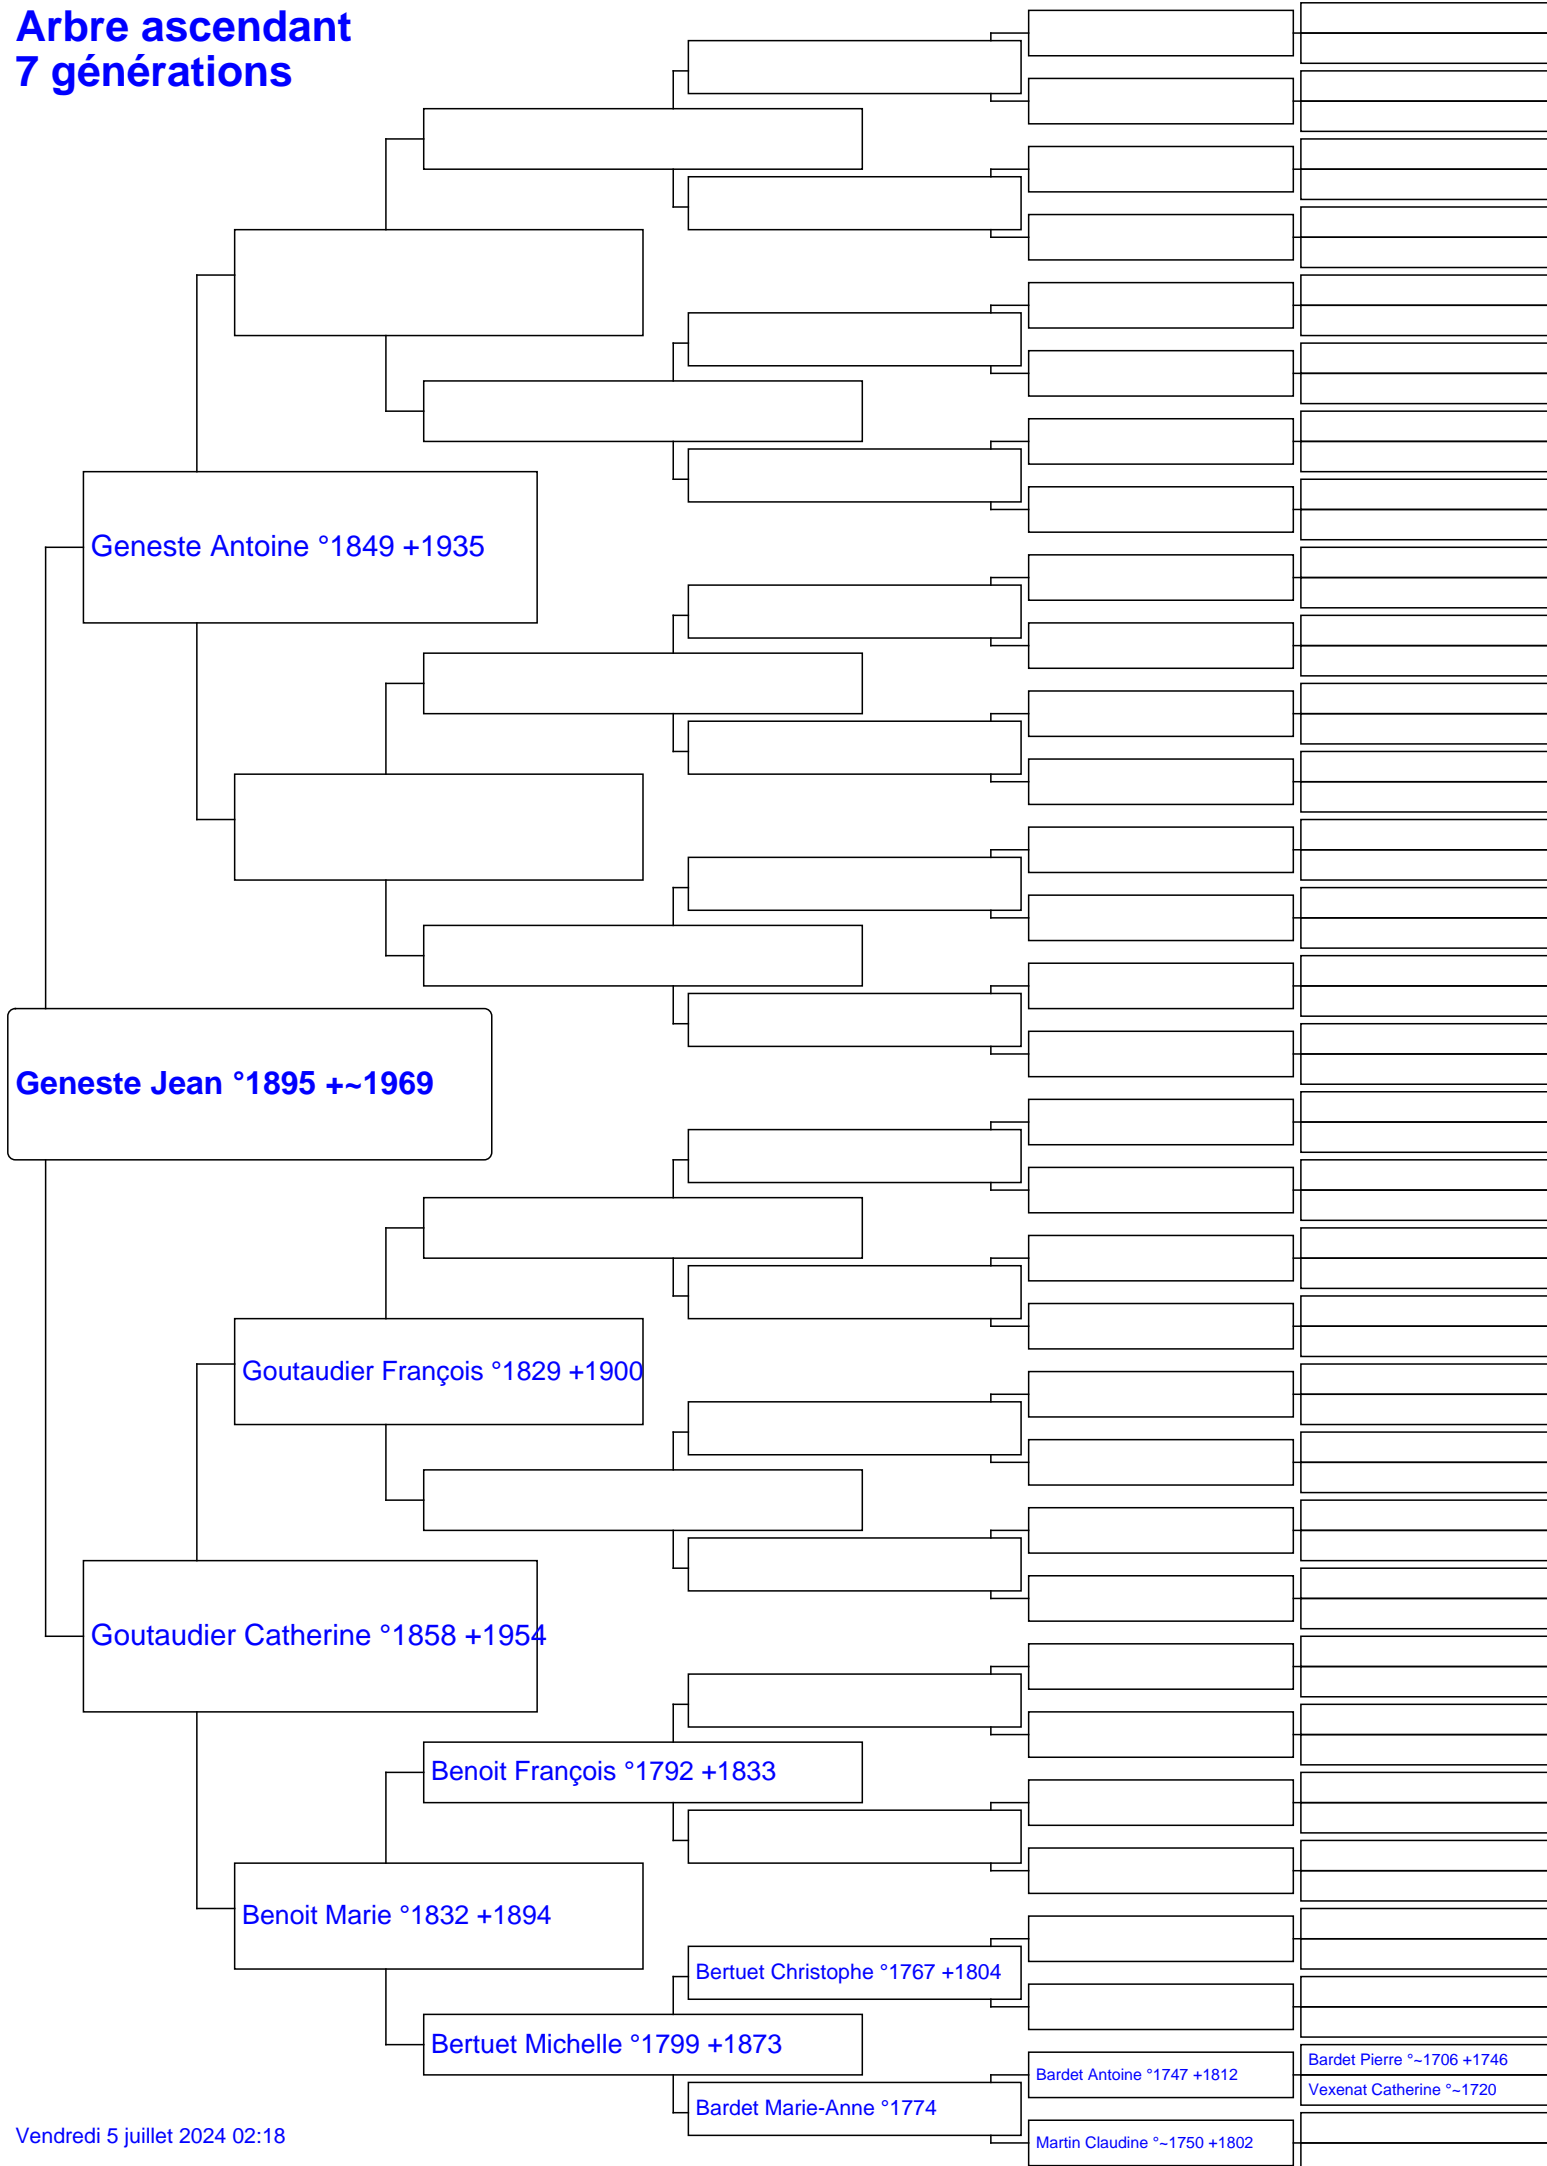 Arbre ascendant
7 générations
Geneste Antoine °1849 +1935
Geneste Jean °1895 +~1969
Goutaudier François °1829 +1900
Goutaudier Catherine °1858 +1954
Benoit François °1792 +1833
Benoit Marie °1832 +1894
Bertuet Christophe °1767 +1804
Bertuet Michelle °1799 +1873
Bardet Pierre °~1706 +1746
Bardet Antoine °1747 +1812
Vexenat Catherine °~1720
Bardet Marie-Anne °1774
Martin Claudine °~1750 +1802
Vendredi 5 juillet 2024 02:18